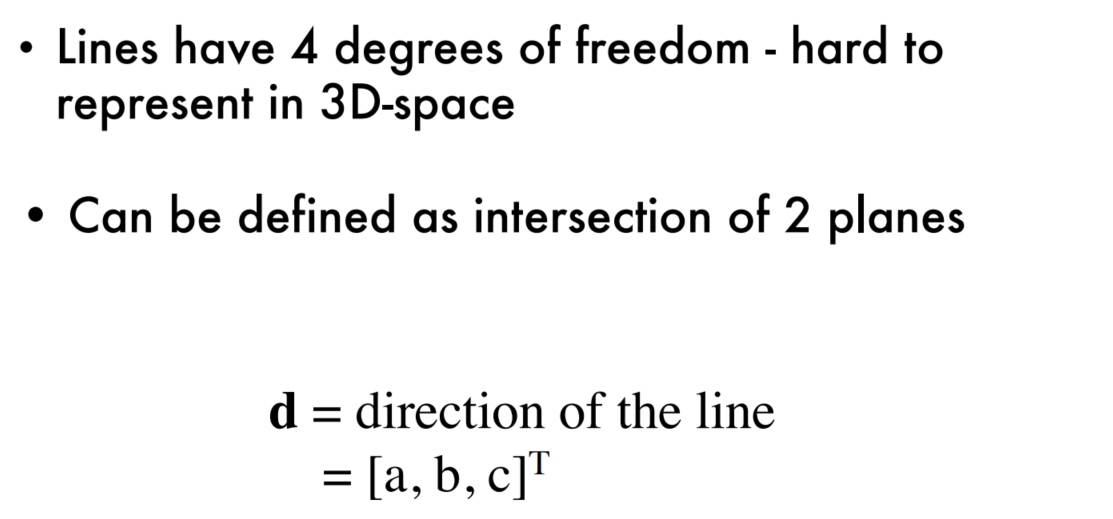 • Lines have 4 degrees of freedom - hard to
represent in 3D-space
• Can be defined as intersection of 2 planes
d = direction of the line
= [a, b, c]ᵀ